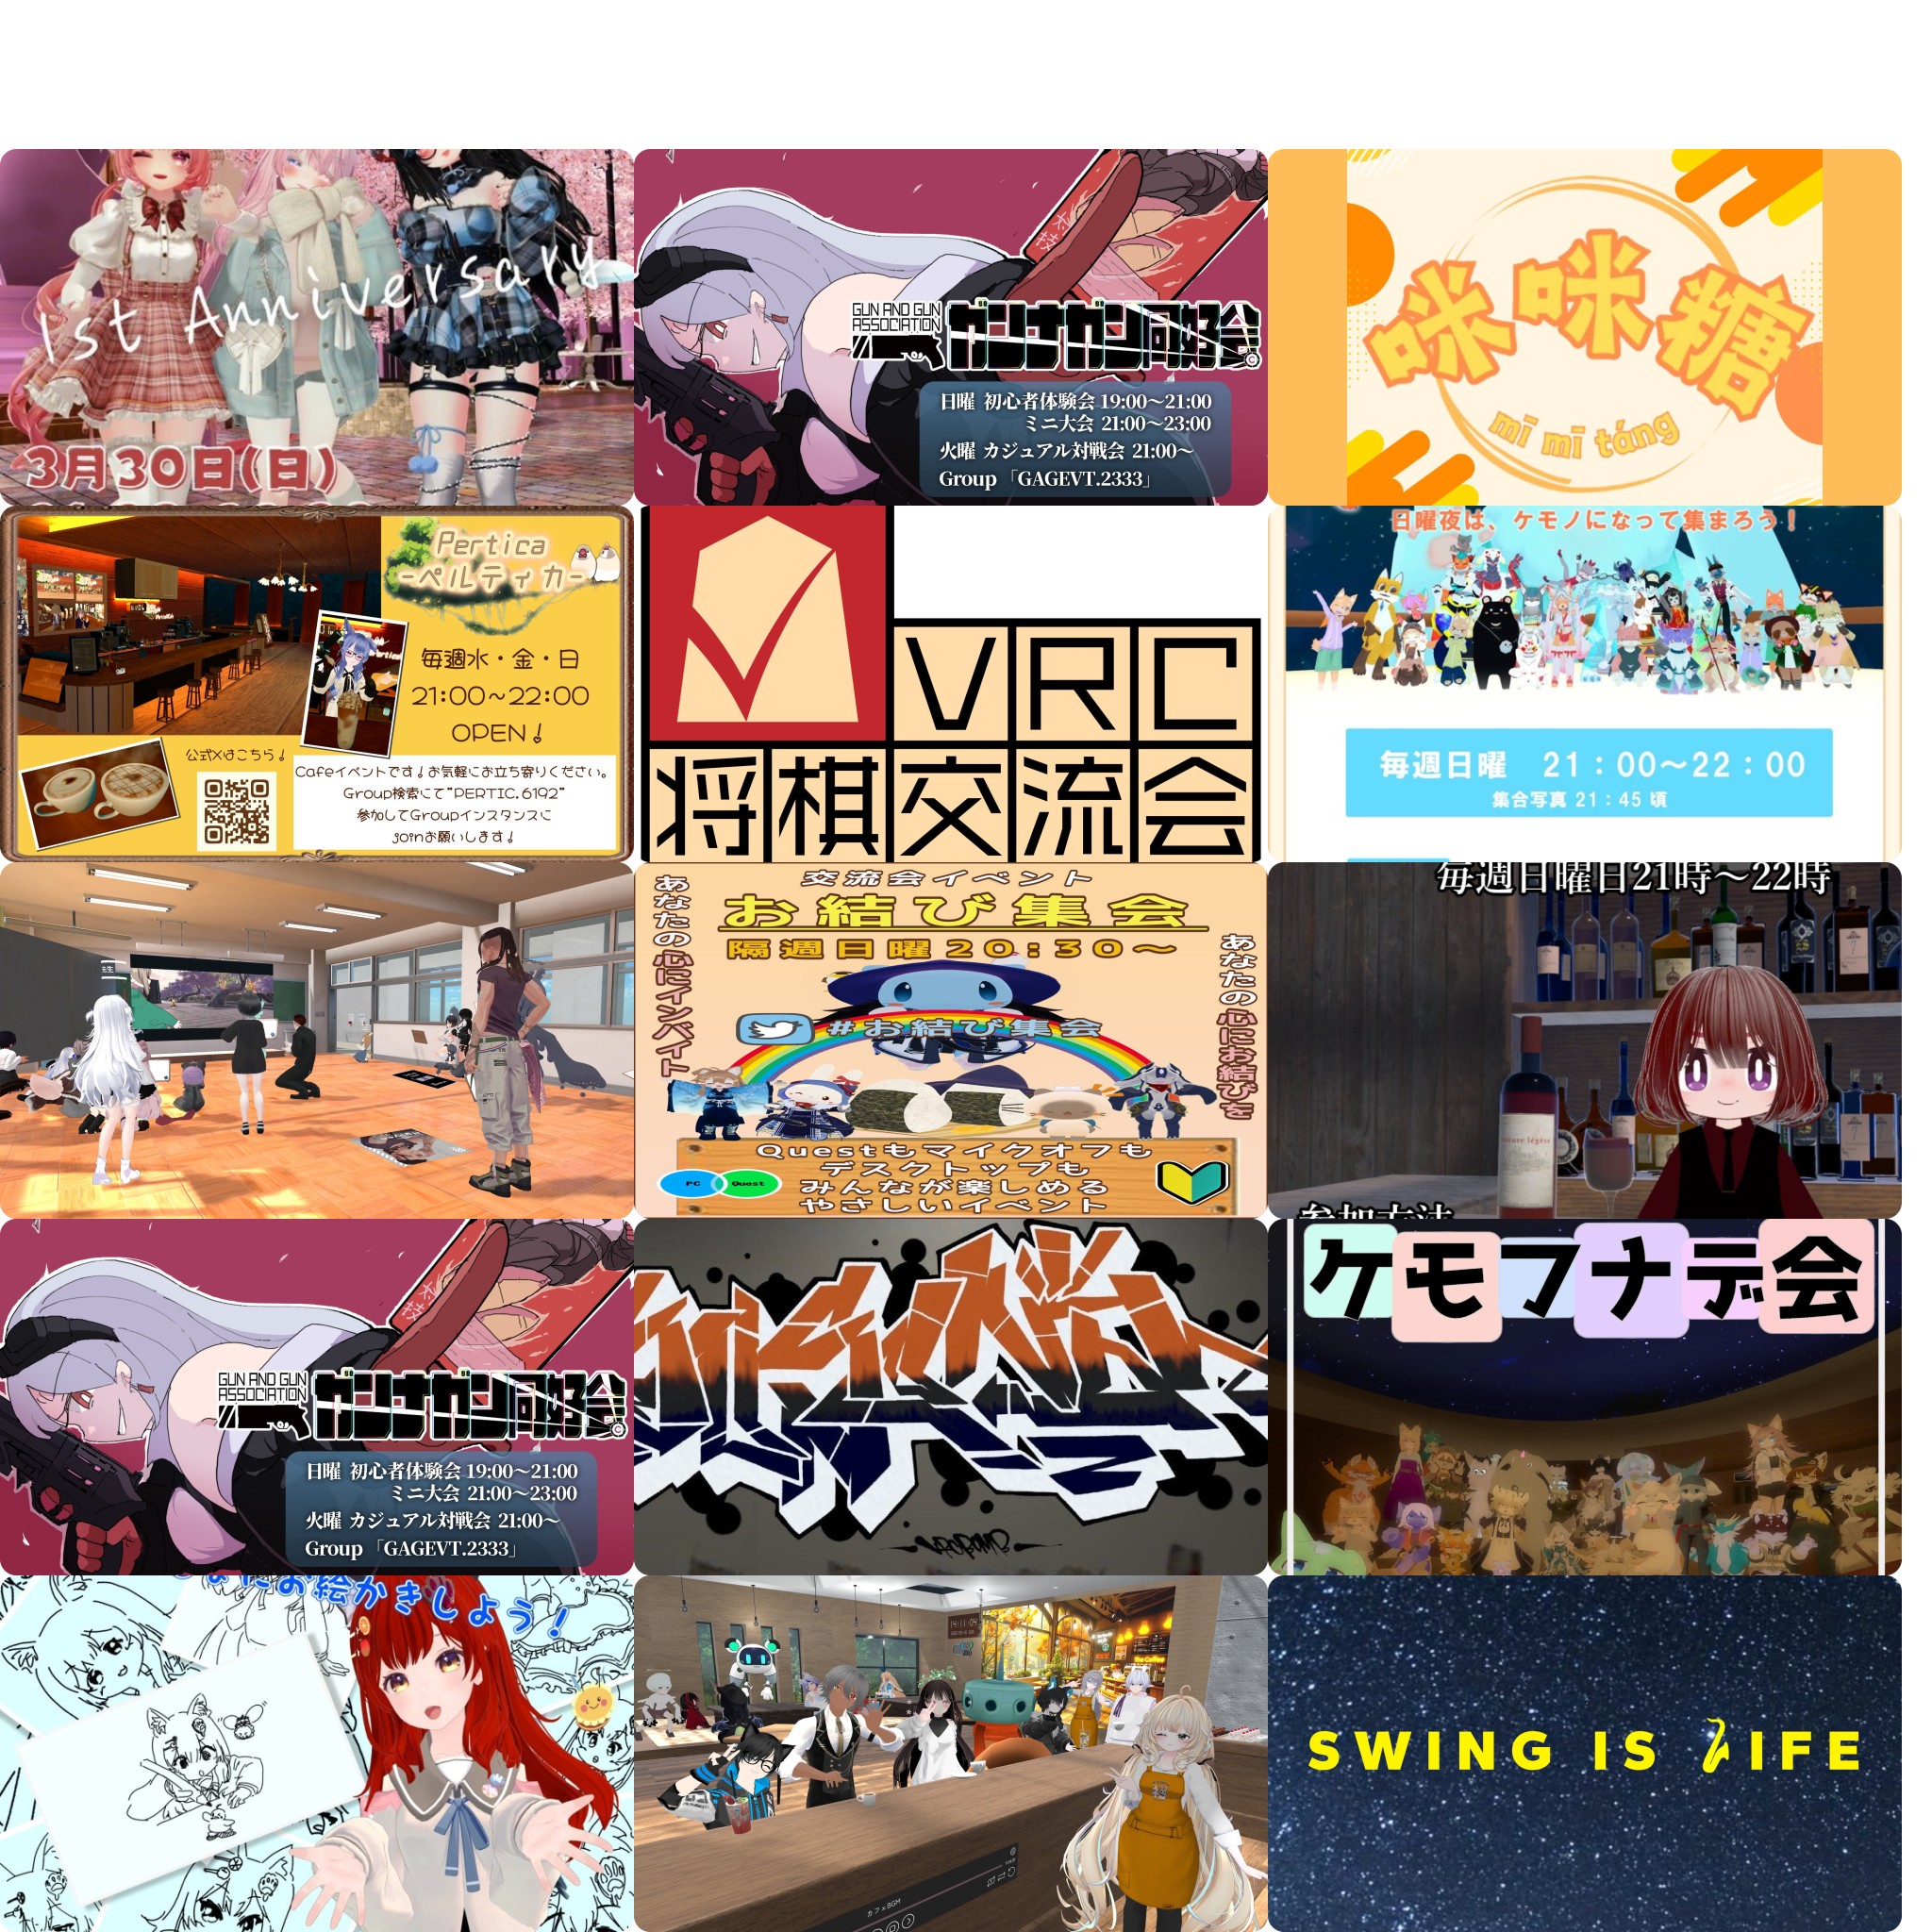 1st Anniversary
3月30日(日)
GUN AND GUN
ASSOCIATION
ガンナガン同好会
日曜 初心者体験会 19:00～21:00
ミニ大会 21:00～23:00
火曜 カジュアル対戦会 21:00～
Group 「GAGEVT.2333」
咪咪糖
mī mī táng
Pertica
-ペルティカ-
毎週水・金・日
21:00~22:00
OPEN!
公式Xはこちら!
Cafeイベントです!お気軽にお立ち寄りください。
Group検索にて"PERTIC.6192"
参加してGroupインスタンスに
joinお願いします!
VRC
将棋交流会
日曜夜は、ケモノになって集まろう！
毎週日曜 21：00～22：00
集合写真 21：45 頃
交流会イベント
お結び集会
隔週日曜20:30～
あなたの心にインバイト
あなたの心にお結びを
#お結び集会
Questもマイクオフも
デスクトップも
みんなが楽しめる
やさしいイベント
PC
Quest
毎週日曜日21時～22時
参加方法
GUN AND GUN
ASSOCIATION
ガンナガン同好会
日曜 初心者体験会 19:00～21:00
ミニ大会 21:00～23:00
火曜 カジュアル対戦会 21:00～
Group 「GAGEVT.2333」
ケモフナデ会
にお絵かきしよう！
カフェBGM
SWING IS LIFE